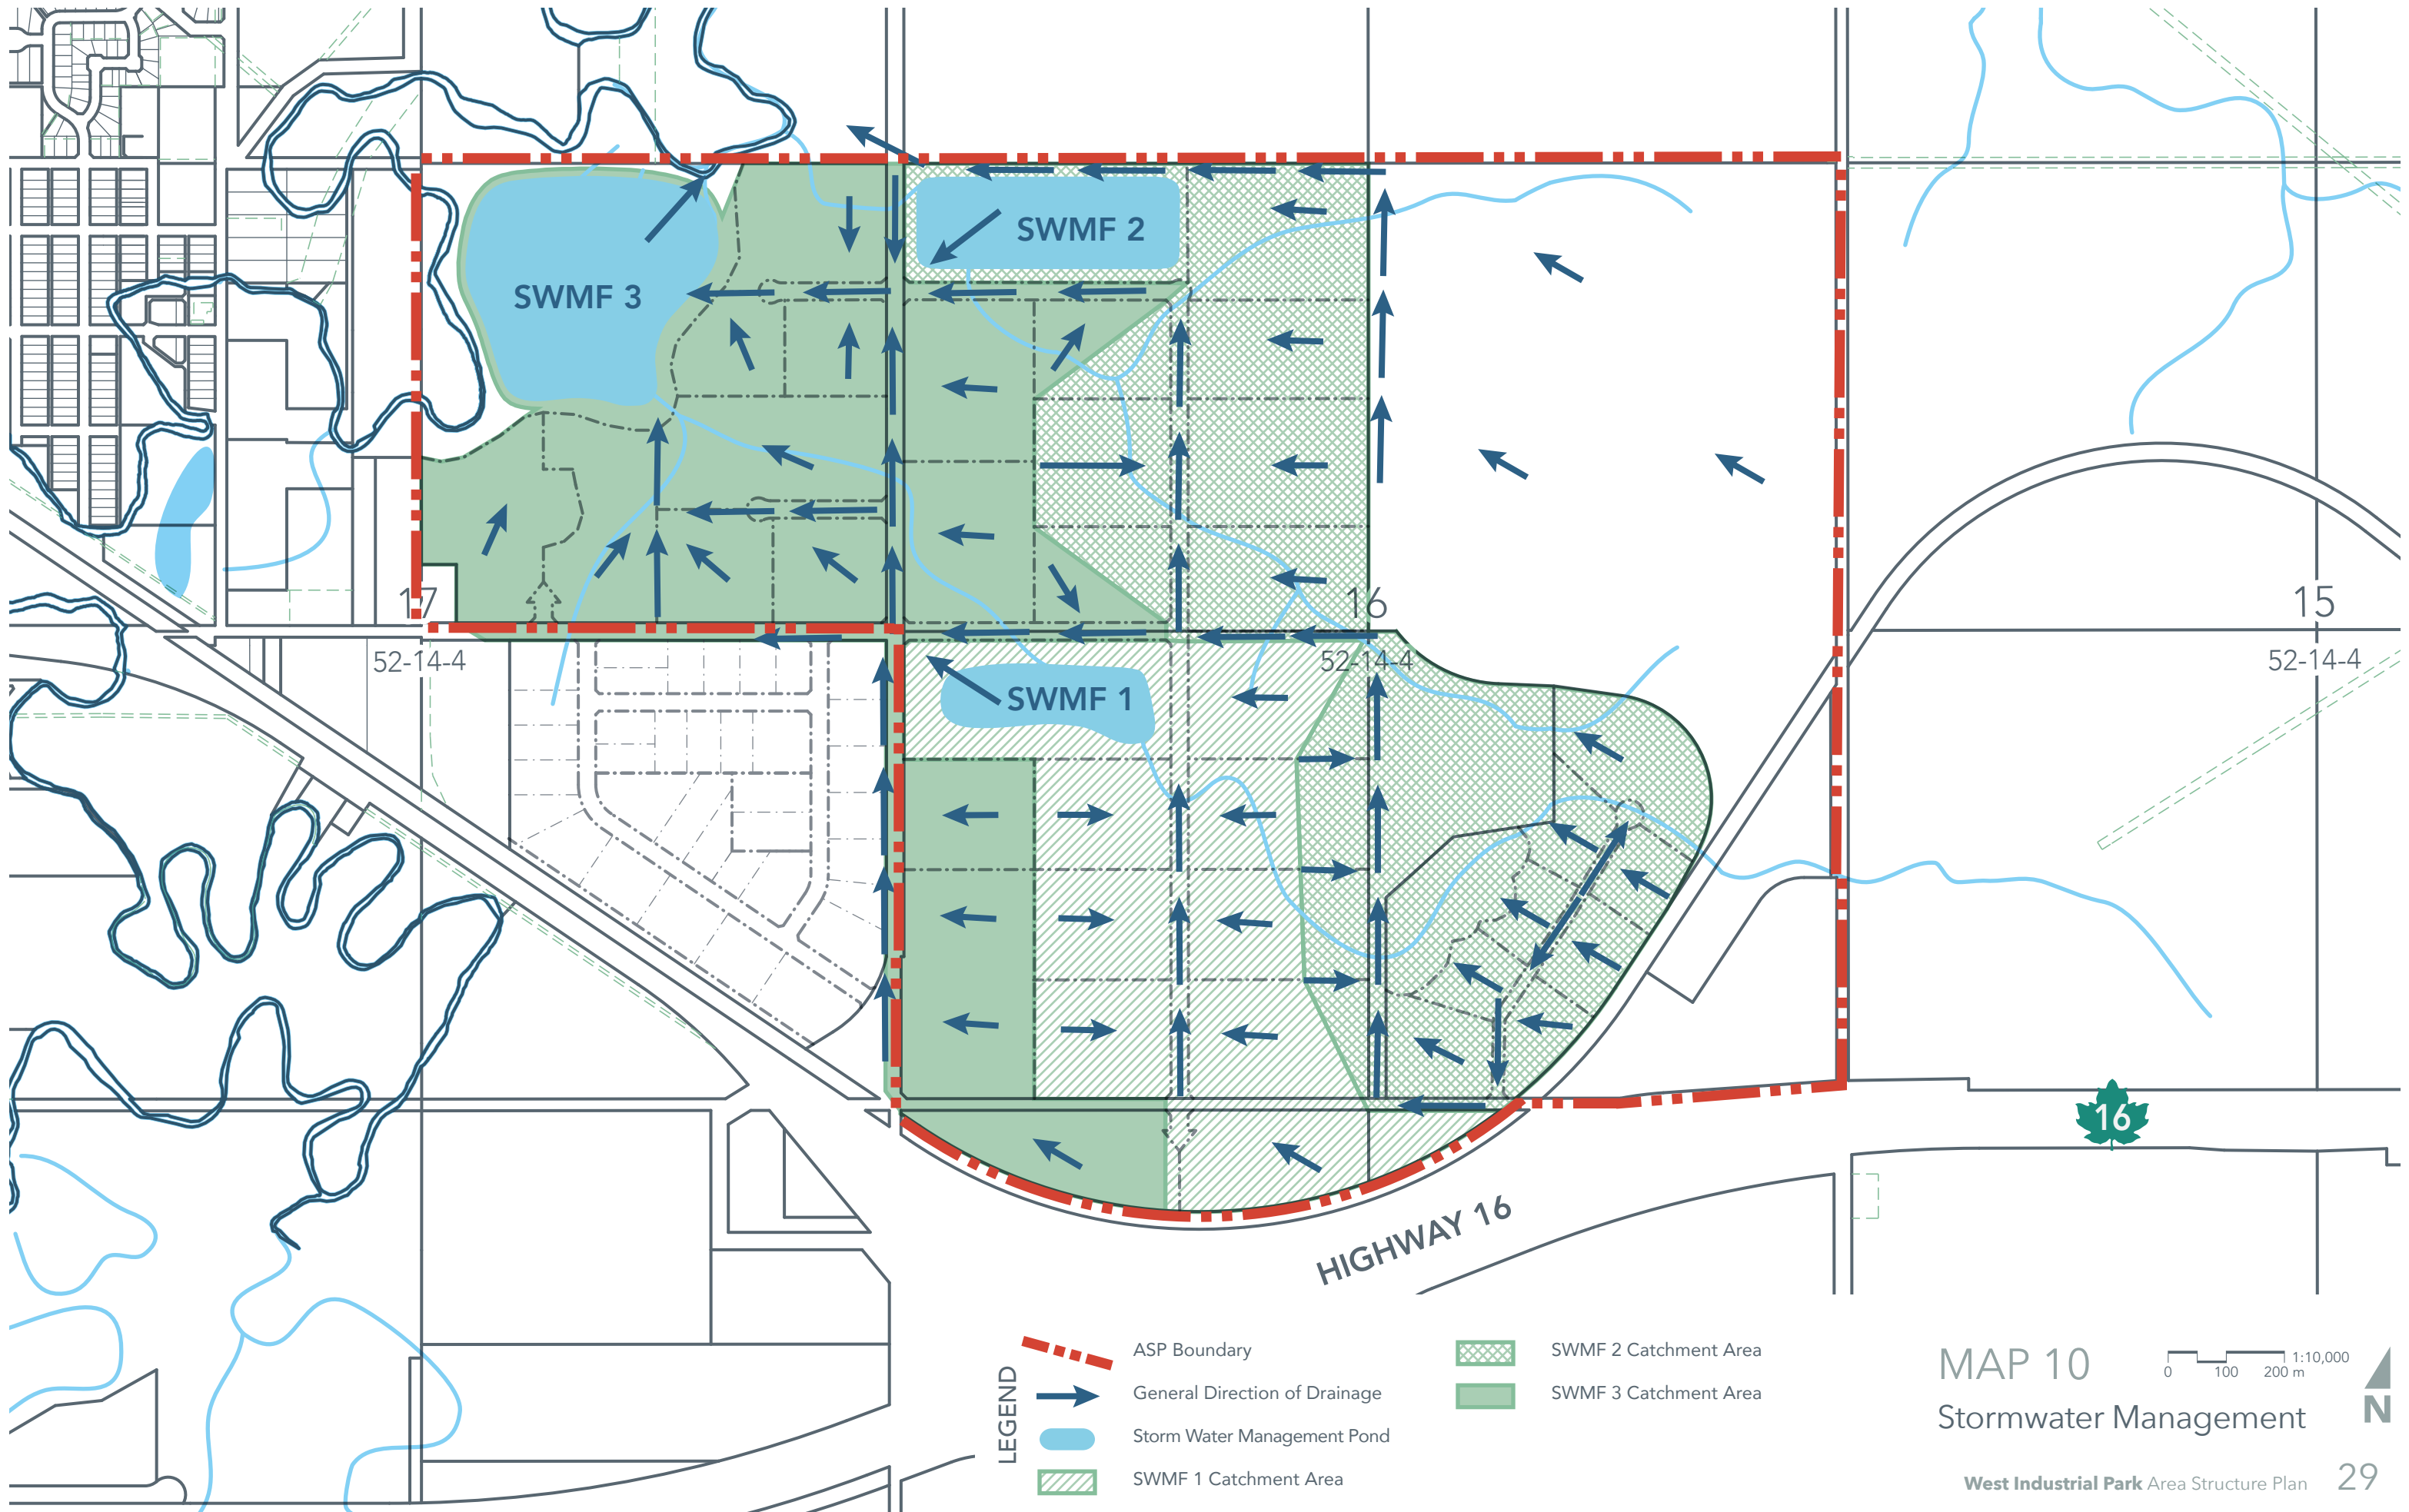 SWMF 2
SWMF 3
17
16
15
52-14-4
52-14-4
52-14-4
SWMF 1
16
HIGHWAY 16
LEGEND
ASP Boundary
General Direction of Drainage
Storm Water Management Pond
SWMF 1 Catchment Area
SWMF 2 Catchment Area
SWMF 3 Catchment Area
MAP 10
1:10,000
0 100 200 m
N
Stormwater Management
West Industrial Park Area Structure Plan 29